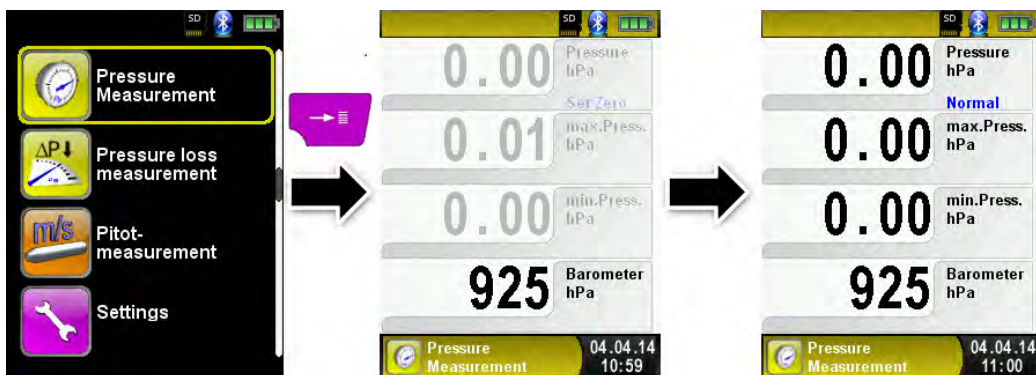 SD
Pressure
Measurement
ΔP
Pressure loss
measurement
m/s
Pitot-
measurement
Settings
SD
0.00 Pressure
hPa
Set Zero
0.01 max.Press.
hPa
0.00 min.Press.
hPa
925 Barometer
hPa
Pressure
Measurement
04.04.14
10:59
SD
0.00 Pressure
hPa
Normal
0.00 max.Press.
hPa
0.00 min.Press.
hPa
925 Barometer
hPa
Pressure
Measurement
04.04.14
11:00